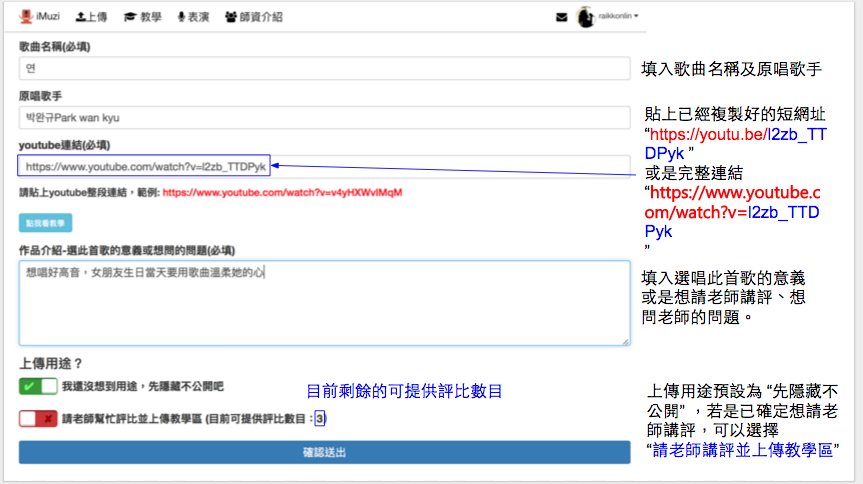 iMuzi 上傳 教學 表演 師資介紹 raikkonlin
歌曲名稱(必填)
연
填入歌曲名稱及原唱歌手
原唱歌手
박완규Park wan kyu
貼上已經複製好的短網址
“https://youtu.be/l2zb_TT
DPyk ”
或是完整連結
“https://www.youtube.c
om/watch?v=l2zb_TTD
Pyk
”
youtube連結(必填)
https://www.youtube.com/watch?v=l2zb_TTDPyk
請貼上youtube整段連結，範例: https://www.youtube.com/watch?v=v4yHXWvlMqM
點我看教學
作品介紹-選此首歌的意義或想問的問題(必填)
想唱好高音，女朋友生日當天要用歌曲溫柔她的心
填入選唱此首歌的意義
或是想請老師講評、想
問老師的問題。
上傳用途？
我還沒想到用途，先隱藏不公開吧
目前剩餘的可提供評比數目
請老師幫忙評比並上傳教學區 (目前可提供評比數目：3)
上傳用途預設為 “先隱藏不
公開” ，若是已確定想請老
師講評，可以選擇
“請老師講評並上傳教學區”
確認送出